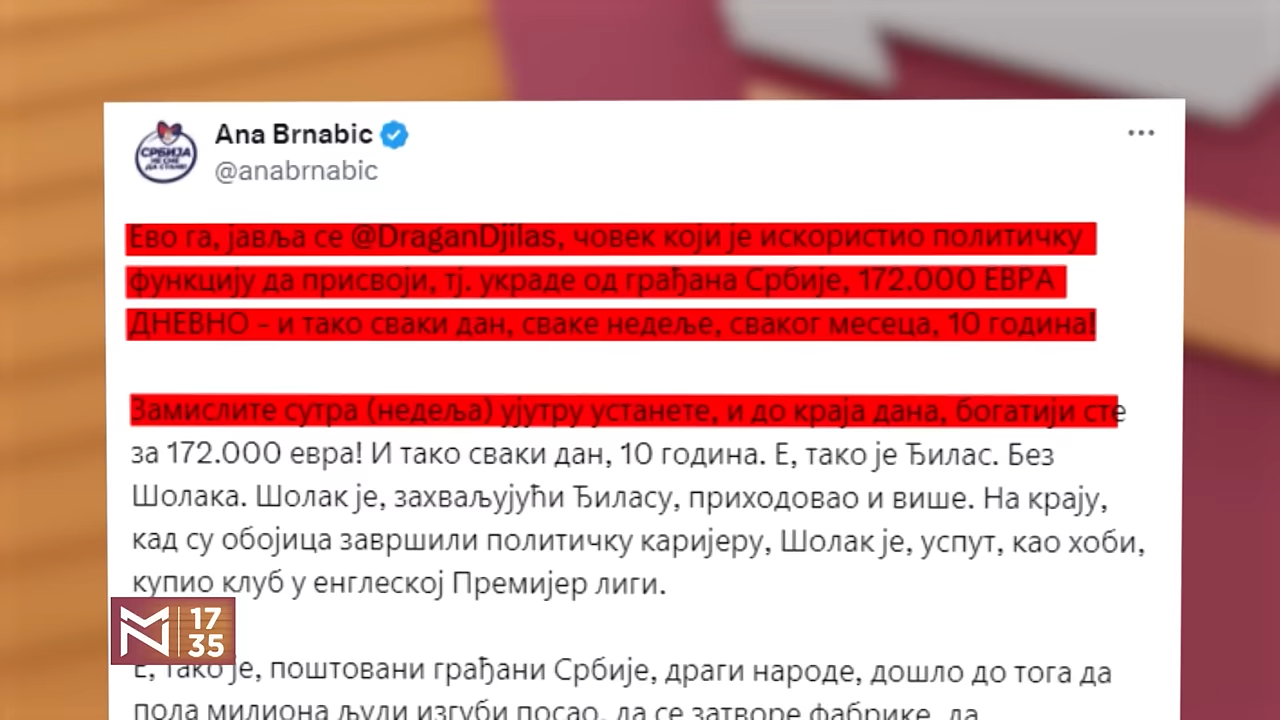 Ana Brnabic
@anabrnabic
СРБИЈА
НЕ СМЕ
ДА СТАНЕ
Ево га, јавља се @DraganDjilas, човек који је искористио политичку
функцију да присвоји, тј. украде од грађана Србије, 172.000 ЕВРА
ДНЕВНО - и тако сваки дан, сваке недеље, сваког месеца, 10 година!
Замислите сутра (недеља) ујутру устанете, и до краја дана, богатији сте
за 172.000 евра! И тако сваки дан, 10 година. Е, тако је Ђилас. Без
Шолака. Шолак је, захваљујући Ђиласу, приходовао и више. На крају,
кад су обојица завршили политичку каријеру, Шолак је, успут, као хоби,
купио клуб у енглеској Премијер лиги.
17
35
Е, тако је, поштовани грађани Србије, драги народе, дошло до тога да
пола милиона људи изгуби посао, да се затворе фабрике, да